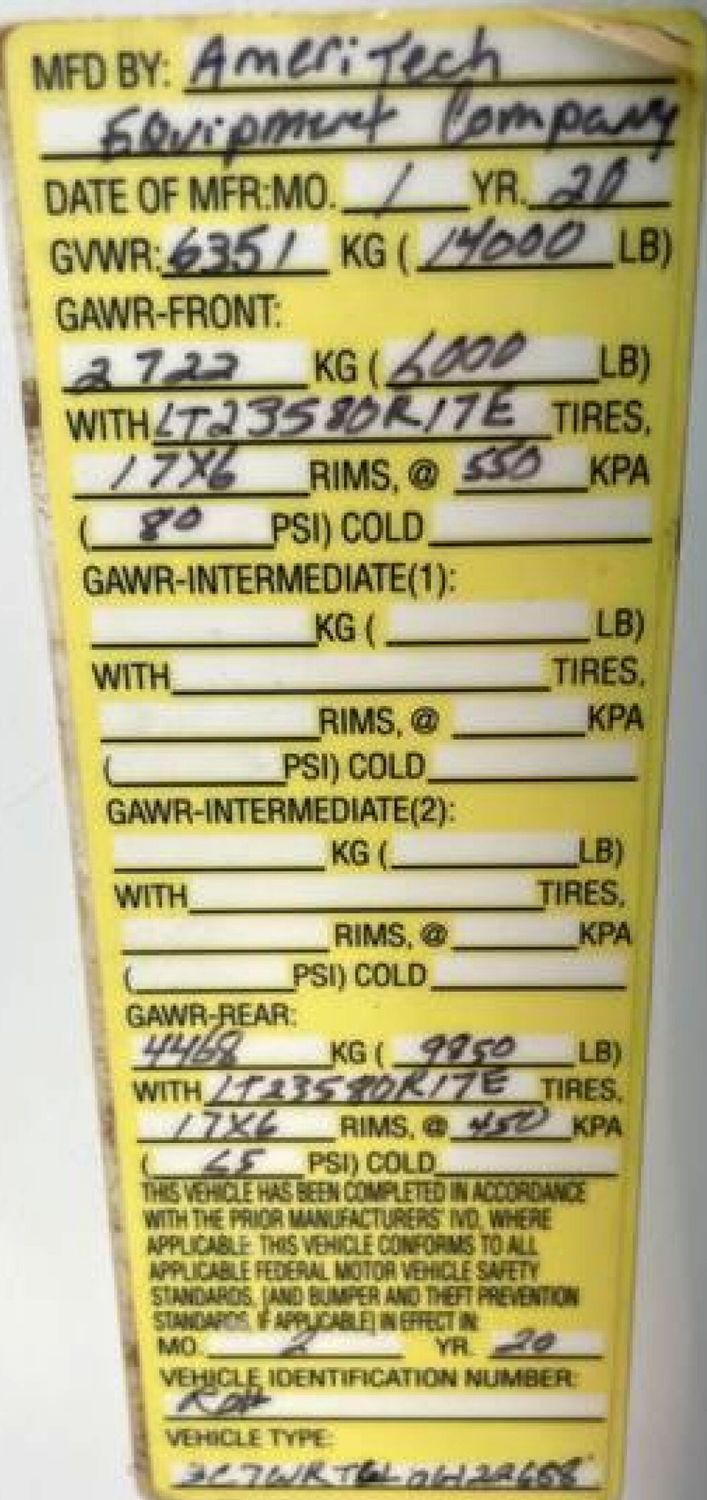 MFD BY: AmeriTech
Equipment Company
DATE OF MFR:MO. 1 YR. 20
GVWR: 6351 KG ( 14000 LB)
GAWR-FRONT:
2722 KG ( 6000 LB)
WITH LT23580R17E TIRES,
17X6 RIMS, @ 550 KPA
( 80 PSI) COLD
GAWR-INTERMEDIATE(1):
KG ( LB)
WITH TIRES,
RIMS, @ KPA
( PSI) COLD
GAWR-INTERMEDIATE(2):
KG ( LB)
WITH TIRES,
RIMS, @ KPA
( PSI) COLD
GAWR-REAR:
4468 KG ( 9850 LB)
WITH LT23580R17E TIRES,
17X6 RIMS, @ 450 KPA
( 65 PSI) COLD
THIS VEHICLE HAS BEEN COMPLETED IN ACCORDANCE
WITH THE PRIOR MANUFACTURERS' IVD, WHERE
APPLICABLE. THIS VEHICLE CONFORMS TO ALL
APPLICABLE FEDERAL MOTOR VEHICLE SAFETY
STANDARDS, [AND BUMPER AND THEFT PREVENTION
STANDARDS, IF APPLICABLE] IN EFFECT IN:
MO. 2 YR. 20
VEHICLE IDENTIFICATION NUMBER:
VEHICLE TYPE: